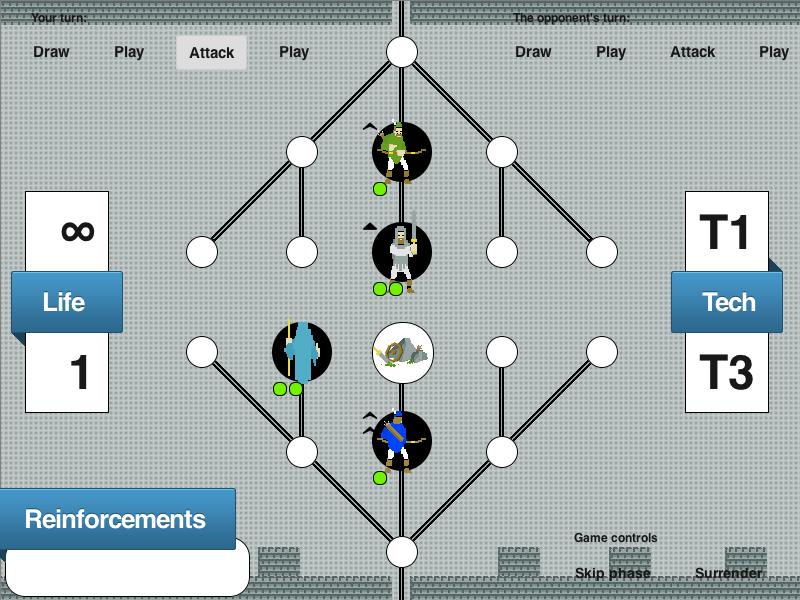 Your turn:
The opponent's turn:
Draw Play Attack Play
Draw Play Attack Play
∞
T1
Life
Tech
1
T3
Reinforcements
Game controls
Skip phase Surrender